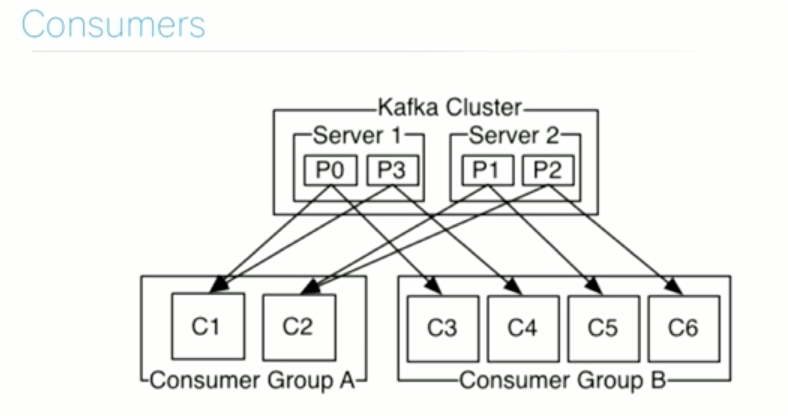 Consumers
Kafka Cluster
Server 1 Server 2
P0 P3 P1 P2
C1 C2 C3 C4 C5 C6
Consumer Group A Consumer Group B